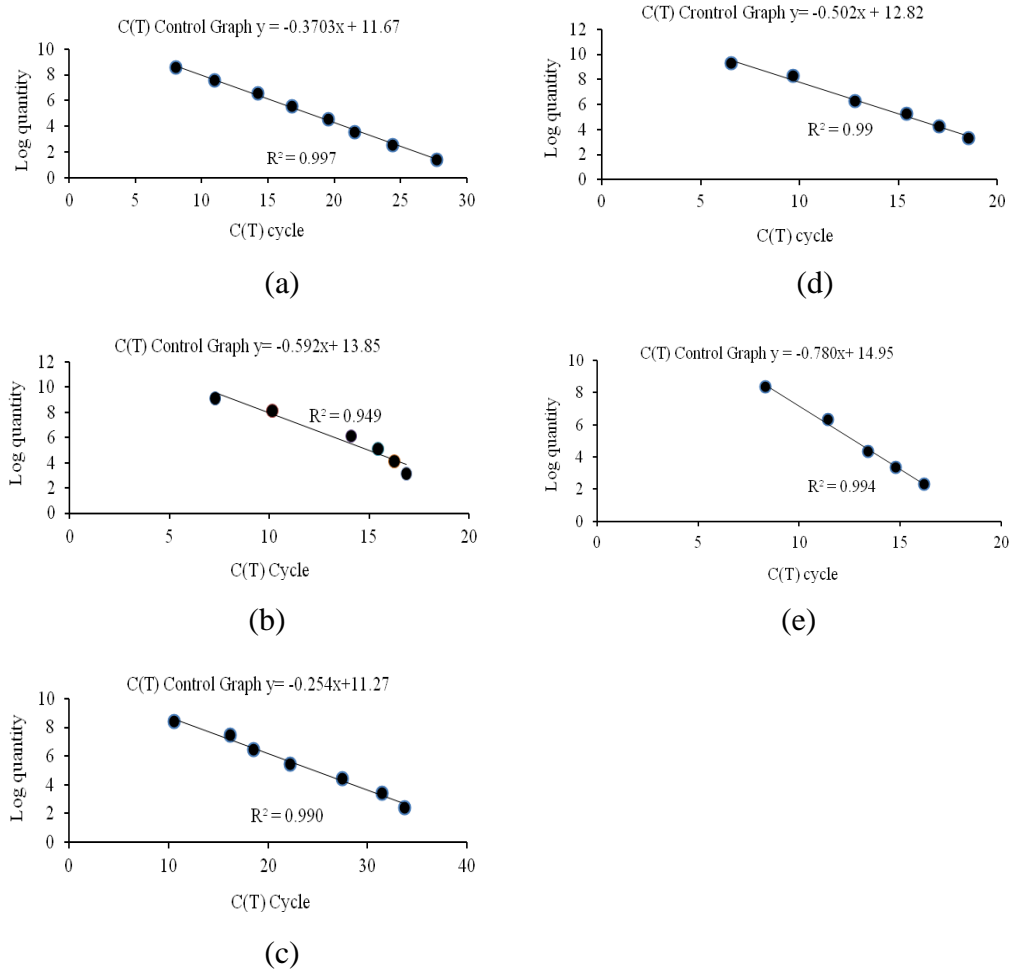 C(T) Control Graph y = -0.3703x + 11.67
10
8
6
4
2
0
Log quantity
R² = 0.997
0 5 10 15 20 25 30
C(T) cycle
(a)
C(T) Control Graph y= -0.592x+ 13.85
12
10
8
6
4
2
0
Log quantity
R² = 0.949
0 5 10 15 20
C(T) Cycle
(b)
C(T) Control Graph y= -0.254x+11.27
10
8
6
4
2
0
Log quantity
R² = 0.990
0 10 20 30 40
C(T) Cycle
(c)
C(T) Crontrol Graph y= -0.502x + 12.82
12
10
8
6
4
2
0
Log quantity
R² = 0.99
0 5 10 15 20
C(T) cycle
(d)
C(T) Control Graph y = -0.780x+ 14.95
10
8
6
4
2
0
Log quantity
R² = 0.994
0 5 10 15 20
C(T) cycle
(e)